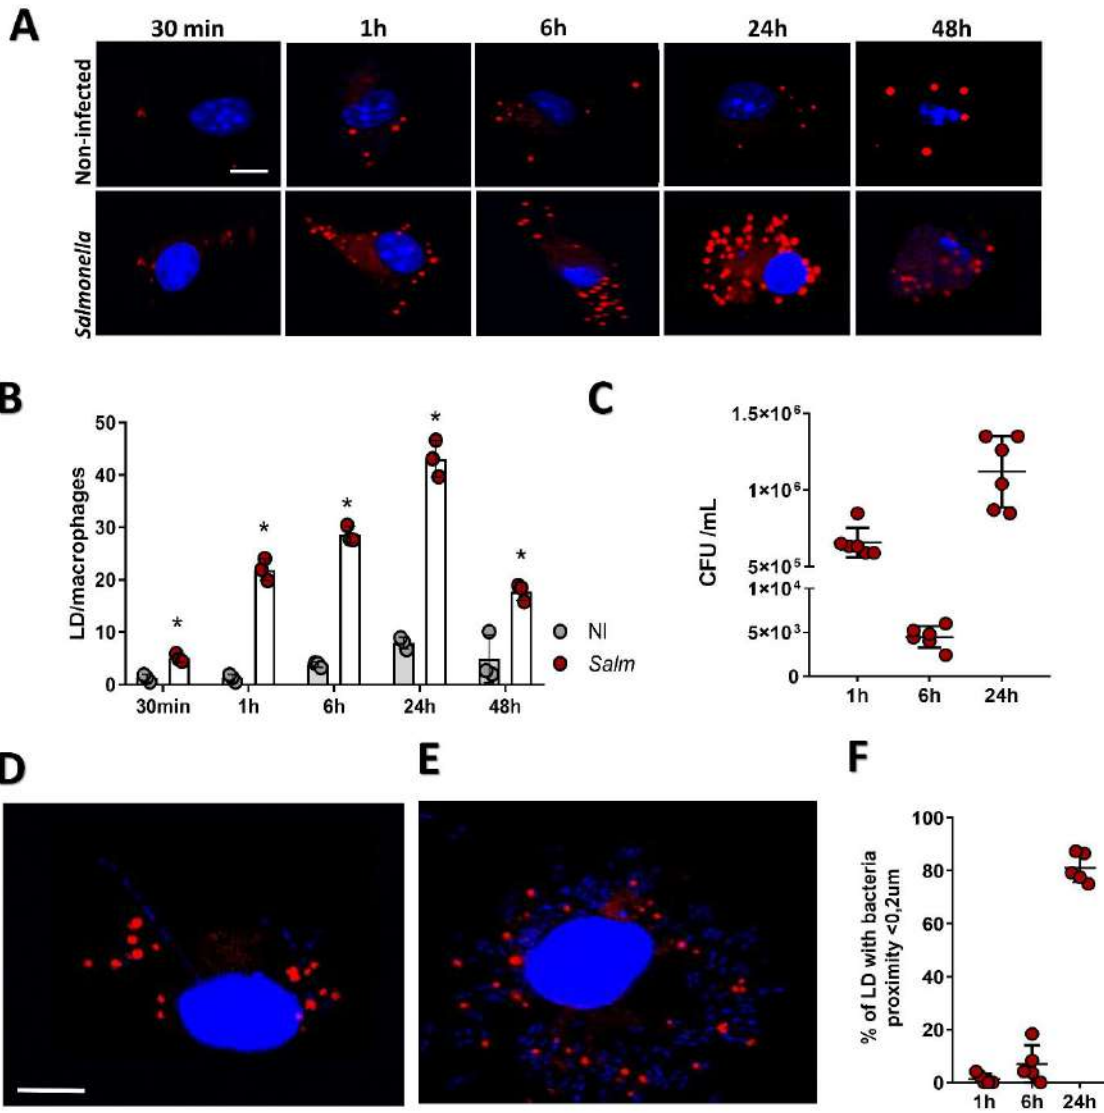 A
30 min
1h
6h
24h
48h
Non-infected
Salmonella
B
LD/macrophages
50
40
30
20
10
0
*
*
*
*
*
30min
1h
6h
24h
48h
NI
Salm
C
CFU /mL
1.5×10⁶
1×10⁶
5×10⁵
1×10⁴
5×10³
0
1h
6h
24h
D
E
F
% of LD with bacteria
proximity <0,2um
100
80
60
40
20
0
1h
6h
24h